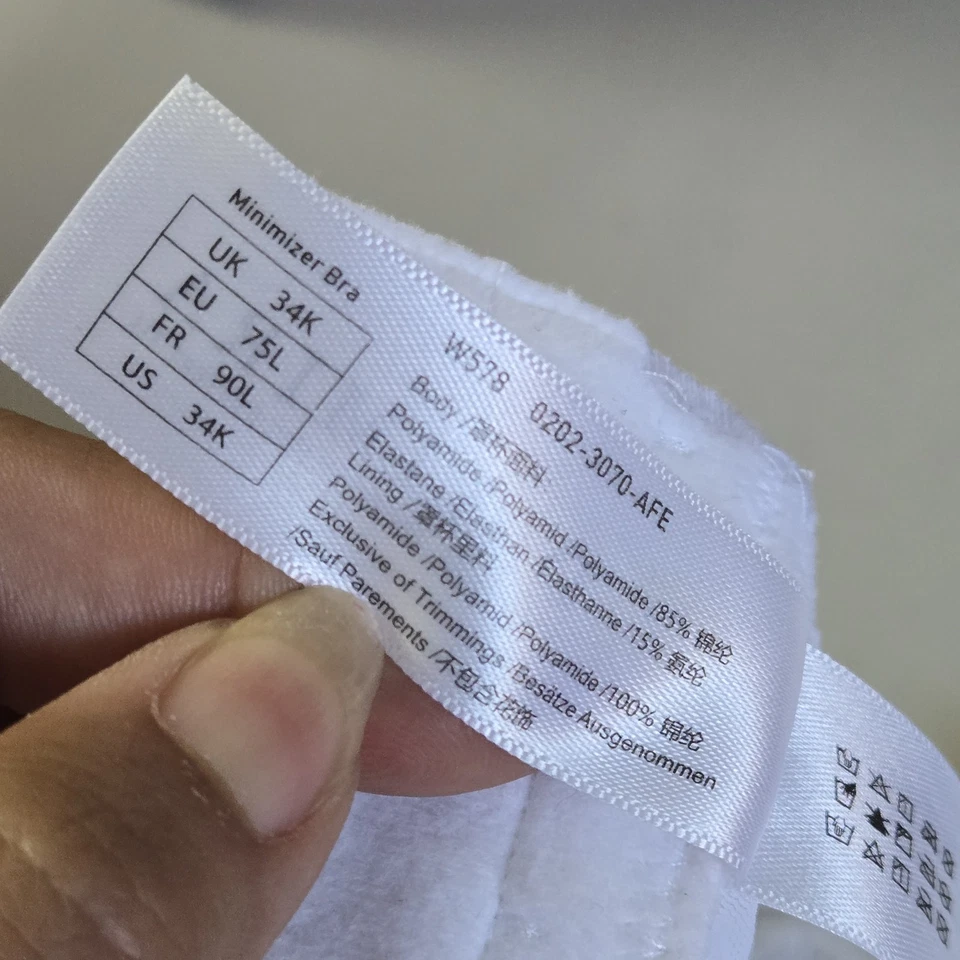 Minimizer Bra
UK 34K
EU 75L
FR 90L
US 34K
W578 0202-3070-AFE
Body /罩杯面料
Polyamide /Polyamid /Polyamide /85% 锦纶
Elastane /Elasthan /Elasthanne /15% 氨纶
Lining /罩杯里料
Polyamide /Polyamid /Polyamide /100% 锦纶
Exclusive of Trimmings /Besätze Ausgenommen
/Sauf Parements /不包含花饰